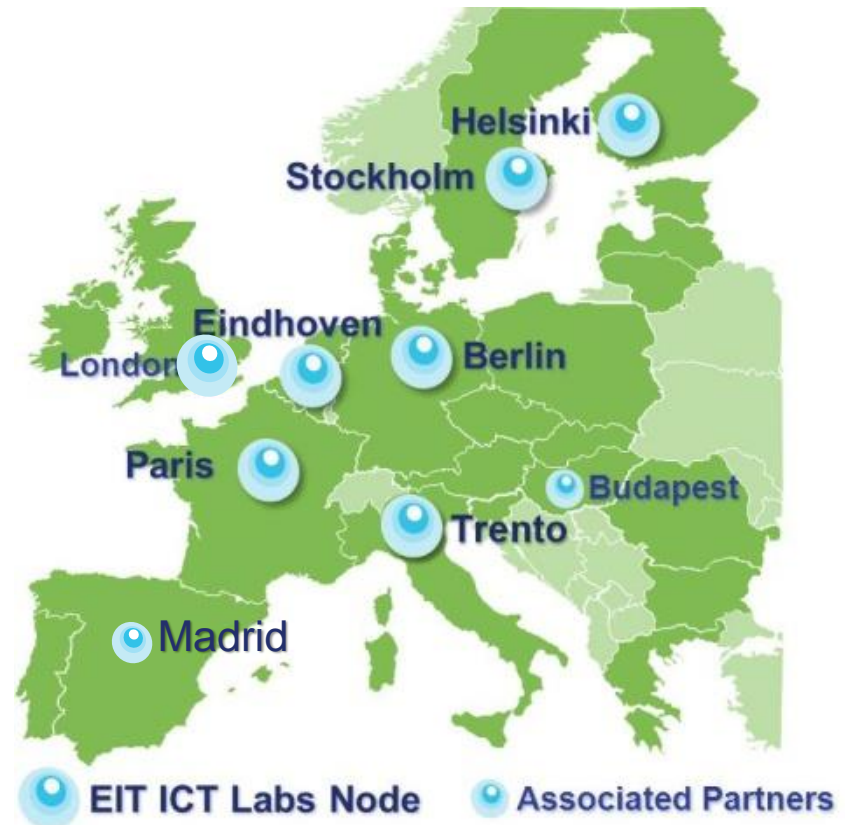 Helsinki
Stockholm
Eindhoven
London
Berlin
Paris
Budapest
Trento
Madrid
EIT ICT Labs Node
Associated Partners